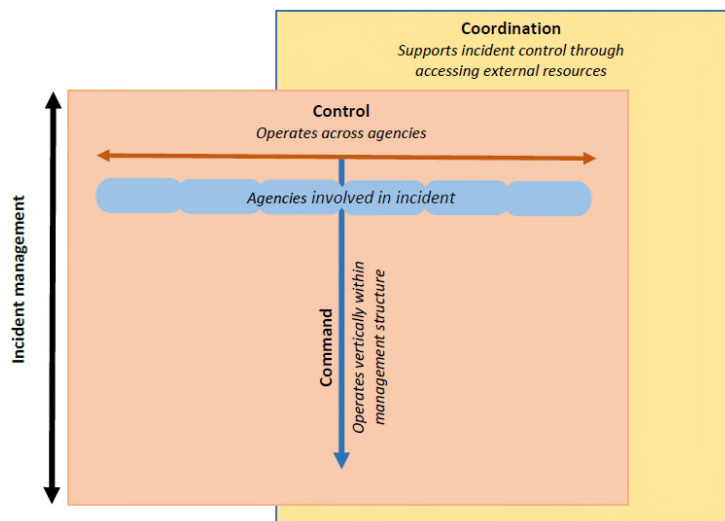 Coordination
Supports incident control through
accessing external resources
Control
Operates across agencies
Agencies involved in incident
Incident management
Command
Operates vertically within
management structure